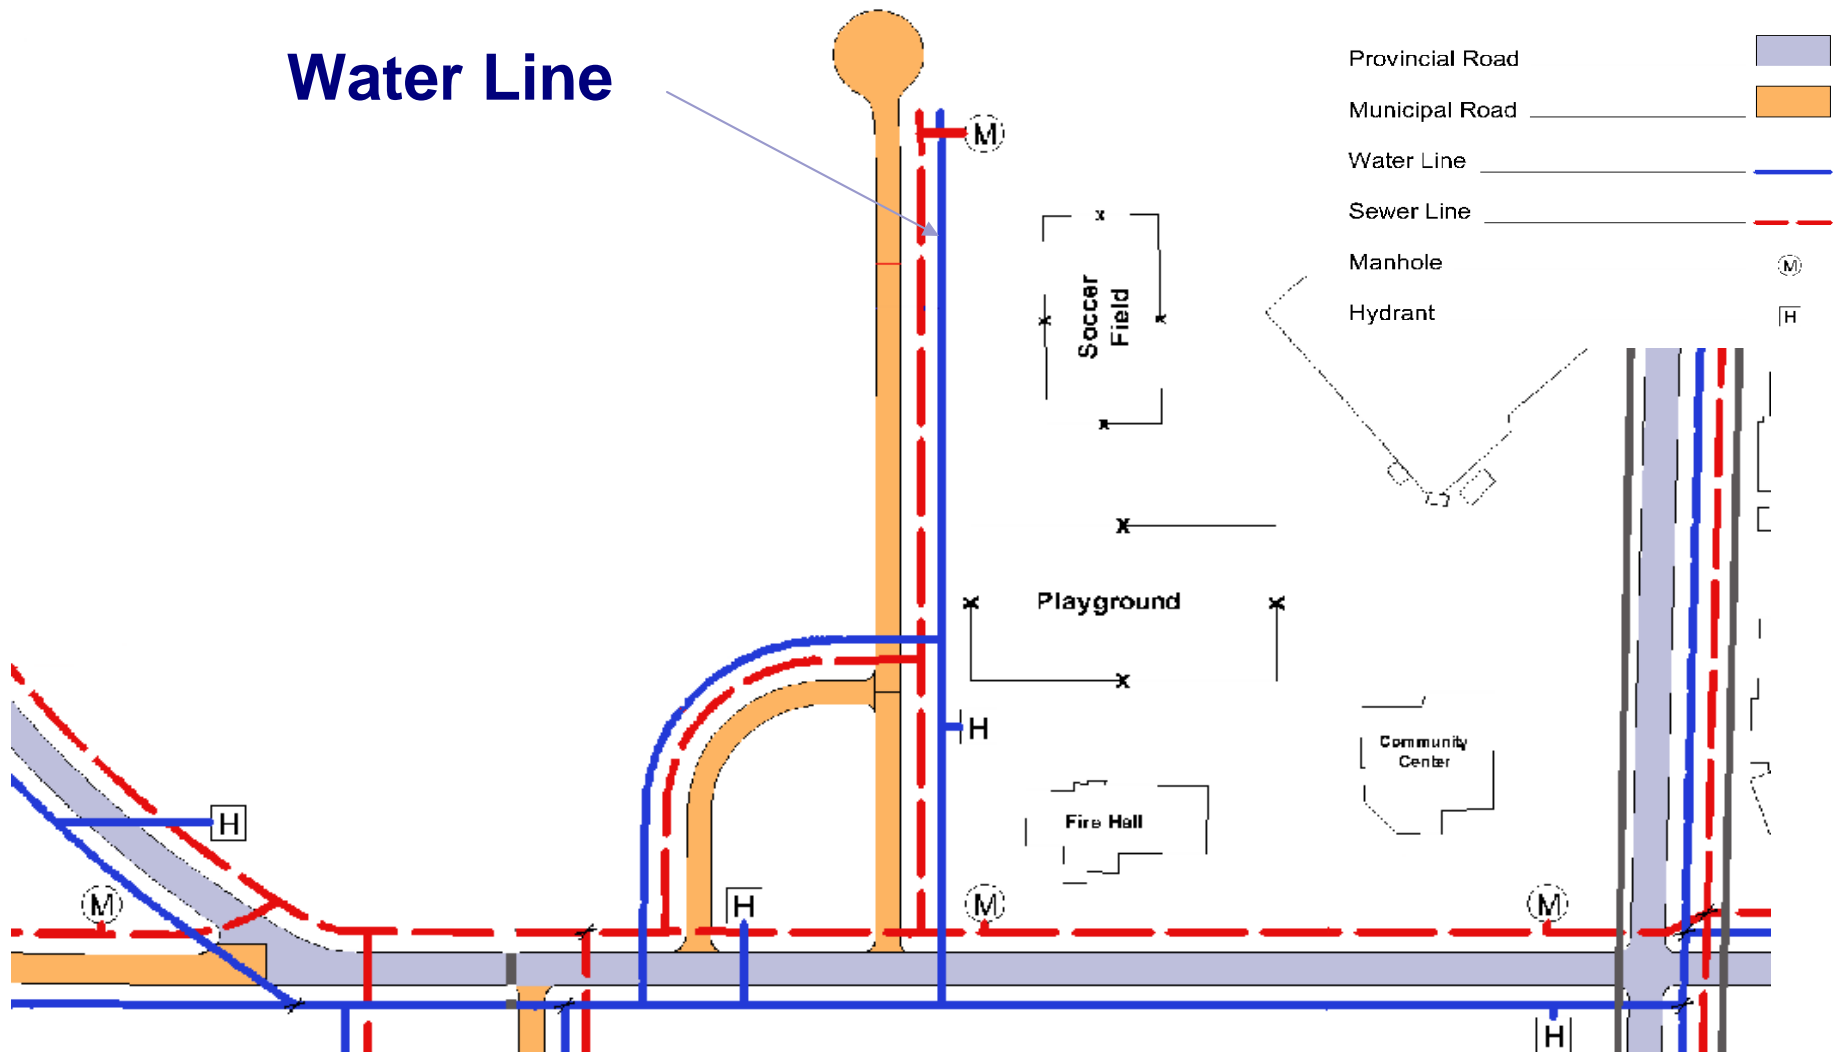 Water Line
Provincial Road
Municipal Road
Water Line
Sewer Line
Manhole
M
Hydrant
H
M
Soccer
Field
Playground
H
Community
Center
Fire Hall
H
M
H
M
M
H